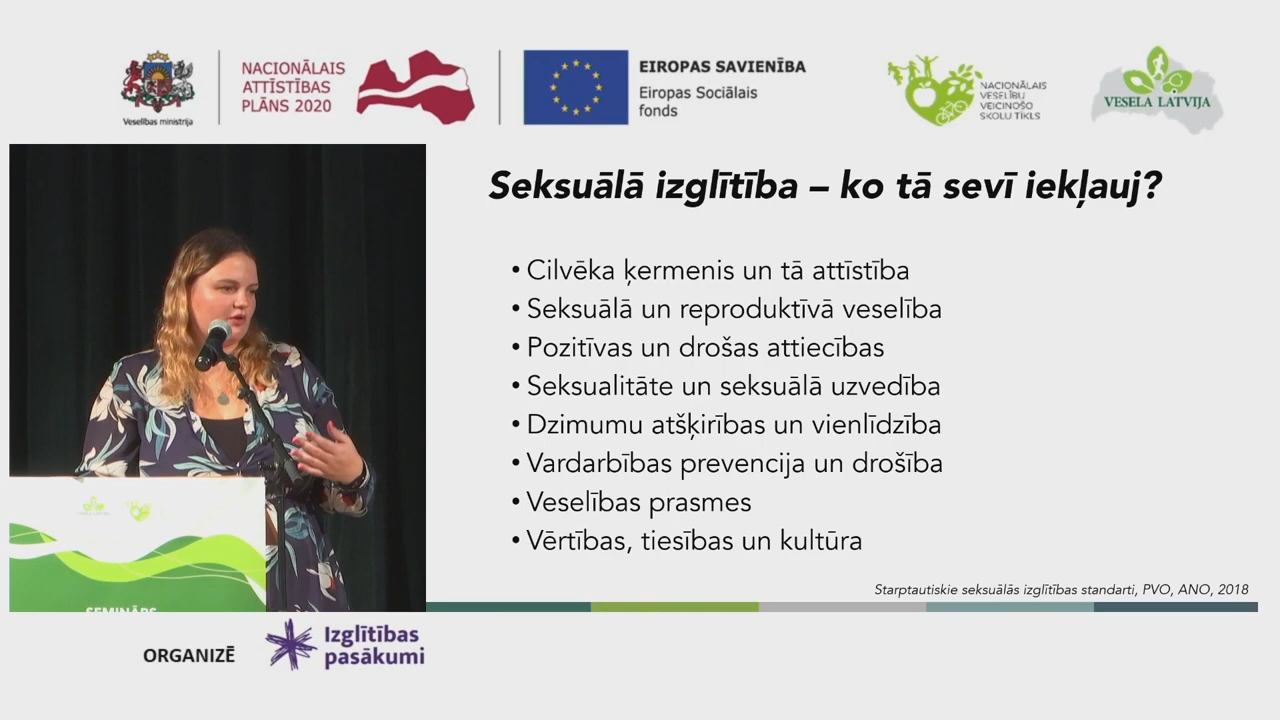 Veselības ministrija
NACIONĀLAIS
ATTĪSTĪBAS
PLĀNS 2020
EIROPAS SAVIENĪBA
Eiropas Sociālais
fonds
NACIONĀLAIS
VESELĪBU
VEICINOŠO
SKOLU TĪKLS
VESELA LATVIJA
Seksuālā izglītība – ko tā sevī iekļauj?
• Cilvēka ķermenis un tā attīstība
• Seksuālā un reproduktīvā veselība
• Pozitīvas un drošas attiecības
• Seksualitāte un seksuālā uzvedība
• Dzimumu atšķirības un vienlīdzība
• Vardarbības prevencija un drošība
• Veselības prasmes
• Vērtības, tiesības un kultūra
Starptautiskie seksuālās izglītības standarti, PVO, ANO, 2018
SEMINĀRS
ORGANIZĒ
Izglītības
pasākumi